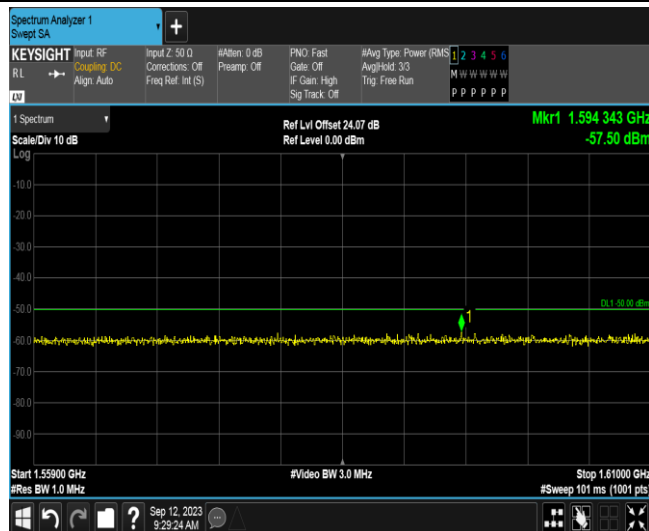 Spectrum Analyzer 1
Swept SA
KEYSIGHT
RL
Input: RF
Coupling: DC
Align: Auto
Input Z: 50 Ω
Corrections: Off
Freq Ref: Int (S)
#Atten: 0 dB
Preamp: Off
PNO: Fast
Gate: Off
IF Gain: High
Sig Track: Off
#Avg Type: Power (RMS
Avg|Hold: 3/3
Trig: Free Run
1 2 3 4 5 6
M W W W W W
P P P P P P
1 Spectrum
Scale/Div 10 dB
Ref Lvl Offset 24.07 dB
Ref Level 0.00 dBm
Mkr1 1.594 343 GHz
-57.50 dBm
Log
-10.0
-20.0
-30.0
-40.0
-50.0
-60.0
-70.0
-80.0
-90.0
DL1 -50.00 dBm
1
Start 1.55900 GHz
#Res BW 1.0 MHz
#Video BW 3.0 MHz
Stop 1.61000 GHz
#Sweep 101 ms (1001 pts)
?
Sep 12, 2023
9:29:24 AM